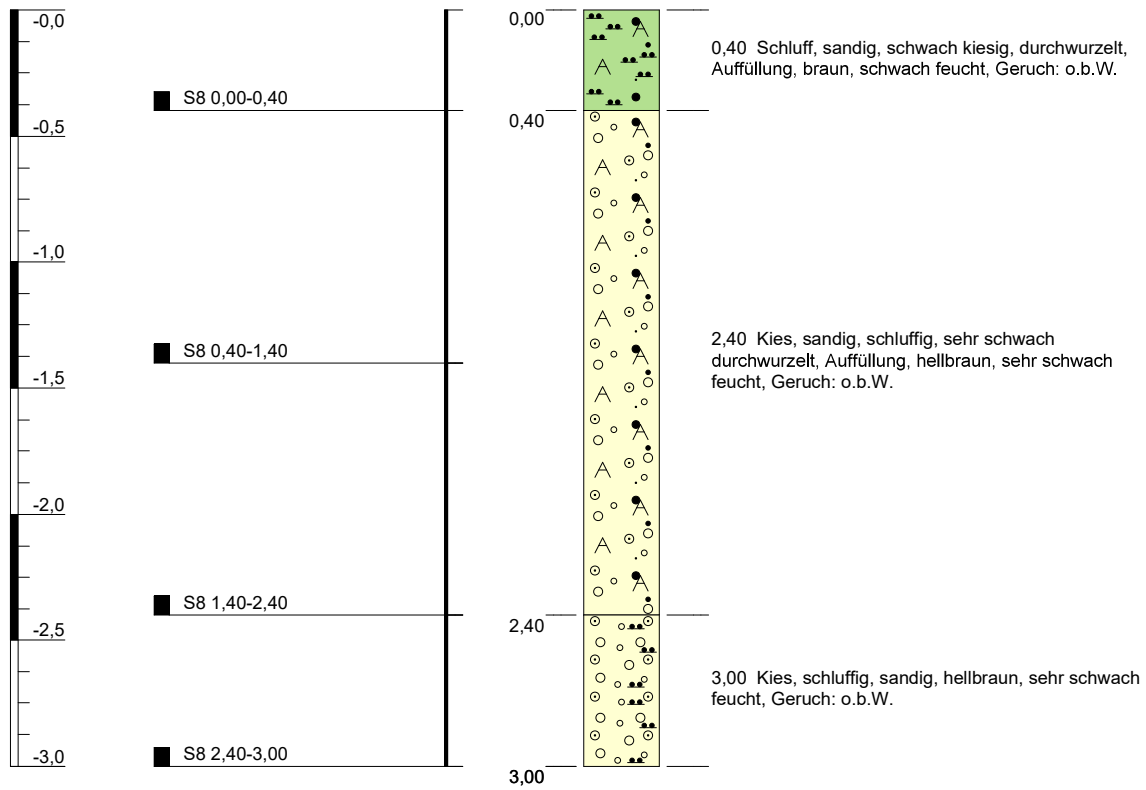 -0,0
0,00
0,40 Schluff, sandig, schwach kiesig, durchwurzelt,
Auffüllung, braun, schwach feucht, Geruch: o.b.W.
S8 0,00-0,40
-0,5
0,40
-1,0
S8 0,40-1,40
-1,5
2,40 Kies, sandig, schluffig, sehr schwach
durchwurzelt, Auffüllung, hellbraun, sehr schwach
feucht, Geruch: o.b.W.
-2,0
S8 1,40-2,40
-2,5
2,40
3,00 Kies, schluffig, sandig, hellbraun, sehr schwach
feucht, Geruch: o.b.W.
-3,0
S8 2,40-3,00
3,00